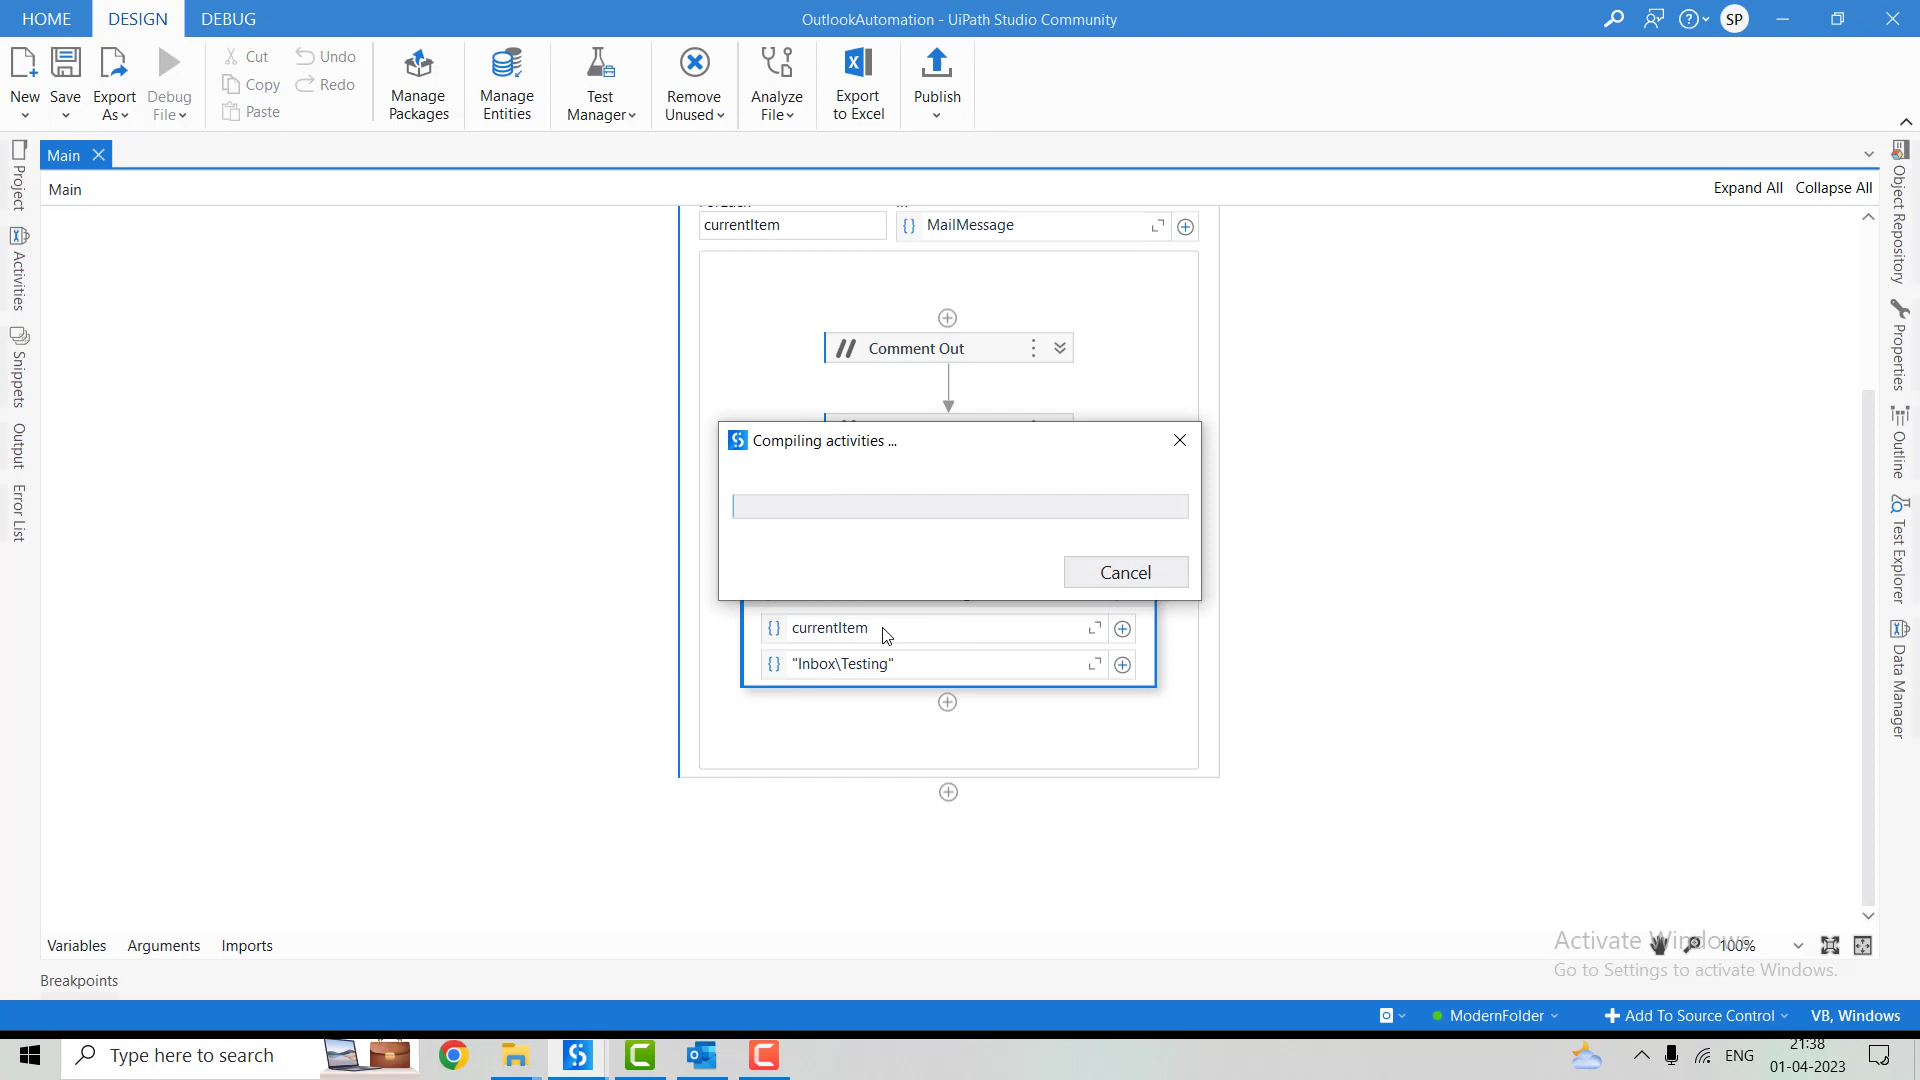 HOME DESIGN DEBUG OutlookAutomation - UiPath Studio Community SP
New Save Export As Debug File
Cut Undo
Copy Redo
Paste
Manage Packages
Manage Entities
Test Manager
Remove Unused
Analyze File
Export to Excel
Publish
Main
Main Expand All Collapse All
currentItem MailMessage
Comment Out
Compiling activities ...
Cancel
currentItem
"Inbox\Testing"
Project
Activities
Snippets
Output
Error List
Object Repository
Properties
Outline
Test Explorer
Data Manager
Variables Arguments Imports 100%
Activate Windows
Go to Settings to activate Windows.
Breakpoints
ModernFolder Add To Source Control VB, Windows
Type here to search ENG
21:38
01-04-2023